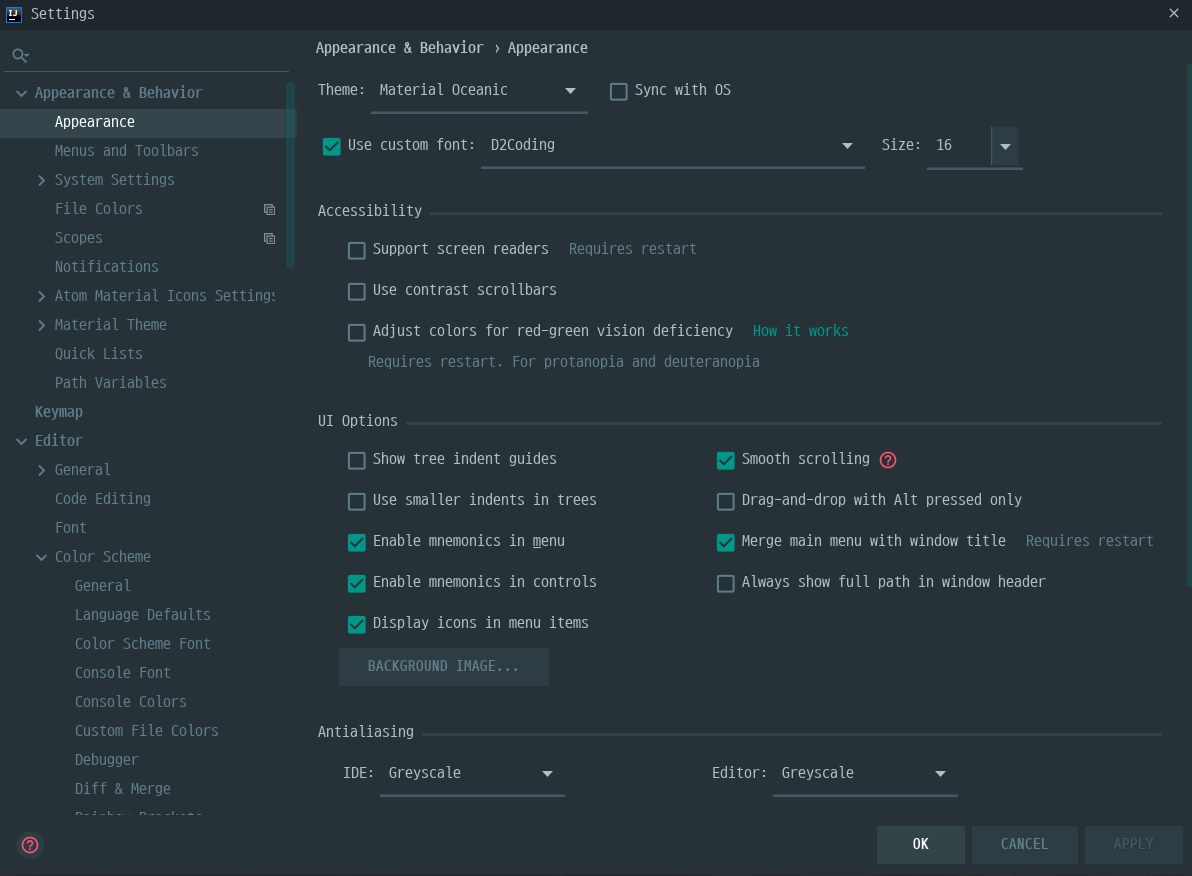 Settings
Appearance & Behavior
Appearance
Menus and Toolbars
System Settings
File Colors
Scopes
Notifications
Atom Material Icons Settings
Material Theme
Quick Lists
Path Variables
Keymap
Editor
General
Code Editing
Font
Color Scheme
General
Language Defaults
Color Scheme Font
Console Font
Console Colors
Custom File Colors
Debugger
Diff & Merge
Rainbow Brackets
Appearance & Behavior › Appearance
Theme: Material Oceanic Sync with OS
Use custom font: D2Coding Size: 16
Accessibility
Support screen readers Requires restart
Use contrast scrollbars
Adjust colors for red-green vision deficiency How it works
Requires restart. For protanopia and deuteranopia
UI Options
Show tree indent guides Smooth scrolling
Use smaller indents in trees Drag-and-drop with Alt pressed only
Enable mnemonics in menu Merge main menu with window title Requires restart
Enable mnemonics in controls Always show full path in window header
Display icons in menu items
BACKGROUND IMAGE...
Antialiasing
IDE: Greyscale Editor: Greyscale
OK CANCEL APPLY